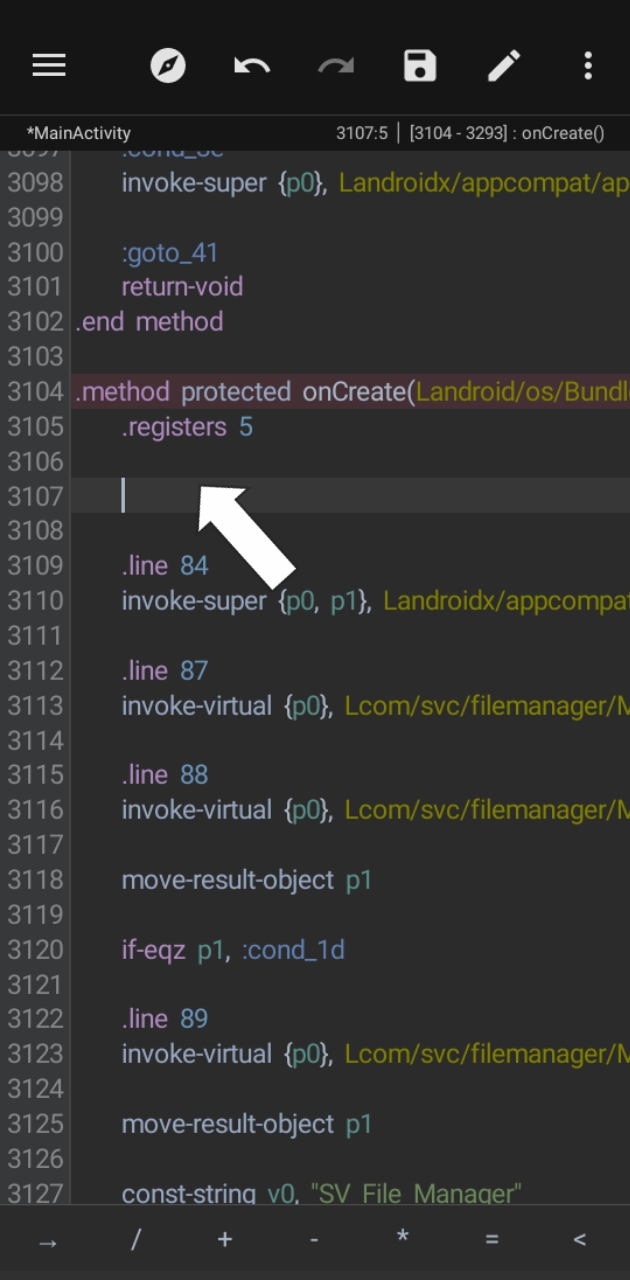 *MainActivity 3107:5 | [3104 - 3293] : onCreate()
3097 :cond_3c
3098 invoke-super {p0}, Landroidx/appcompat/ap
3099
3100 :goto_41
3101 return-void
3102 .end method
3103
3104 .method protected onCreate(Landroid/os/Bundl
3105 .registers 5
3106
3107
3108
3109 .line 84
3110 invoke-super {p0, p1}, Landroidx/appcompat
3111
3112 .line 87
3113 invoke-virtual {p0}, Lcom/svc/filemanager/M
3114
3115 .line 88
3116 invoke-virtual {p0}, Lcom/svc/filemanager/M
3117
3118 move-result-object p1
3119
3120 if-eqz p1, :cond_1d
3121
3122 .line 89
3123 invoke-virtual {p0}, Lcom/svc/filemanager/M
3124
3125 move-result-object p1
3126
3127 const-string v0, "SV File Manager"
→ / + - * = <